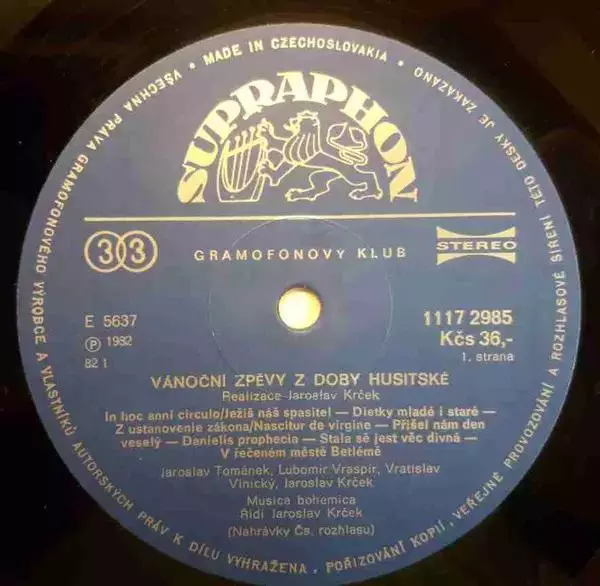 VŠECHNA PRÁVA GRAMOFONOVÉHO VÝROBCE A VLASTNÍKŮ AUTORSKÝCH PRÁV K DÍLU VYHRAŽENA. POŘIZOVÁNÍ KOPIÍ, VEŘEJNÉ PROVOZOVÁNÍ A ROZHLASOVÉ ŠÍŘENÍ TÉTO DESKY JE ZAKÁZÁNO • MADE IN CZECHOSLOVAKIA •
SUPRAPHON
33
GRAMOFONOVÝ KLUB
STEREO
E 5637
Ⓟ 1982
82 1
1117 2985
Kčs 36,-
1. strana
VÁNOČNÍ ZPĚVY Z DOBY HUSITSKÉ
Realizace Jaroslav Krček
In hoc anni circulo/Ježíš náš spasitel — Dietky mladé i staré —
Z ustanovenie zákona/Nascitur de virgine — Přišel nám den
veselý — Danielis prophecia — Stala sě jest věc divná —
V řečeném městě Betlémě
Jaroslav Tománek, Lubomír Vraspír, Vratislav
Vinický, Jaroslav Krček
Musica bohemica
Řídí Jaroslav Krček
(Nahrávky Čs. rozhlasu)